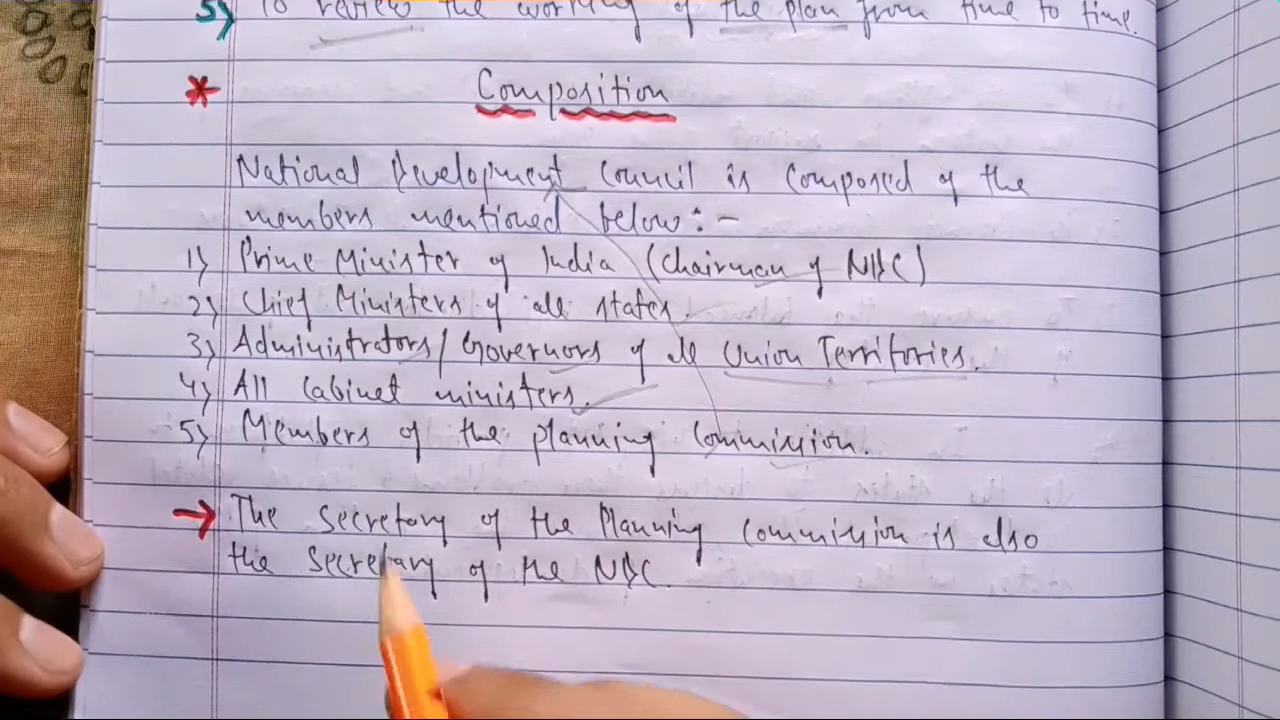 5) To review the working of the plan from time to time.
* Composition
National Development Council is composed of the
members mentioned below:-
1) Prime Minister of India (Chairman of NDC)
2) Chief Ministers of all states.
3) Administrators/Governors of all Union Territories.
4) All Cabinet ministers.
5) Members of the planning Commission.
→ The Secretary of the Planning Commission is also
the Secretary of the NDC.